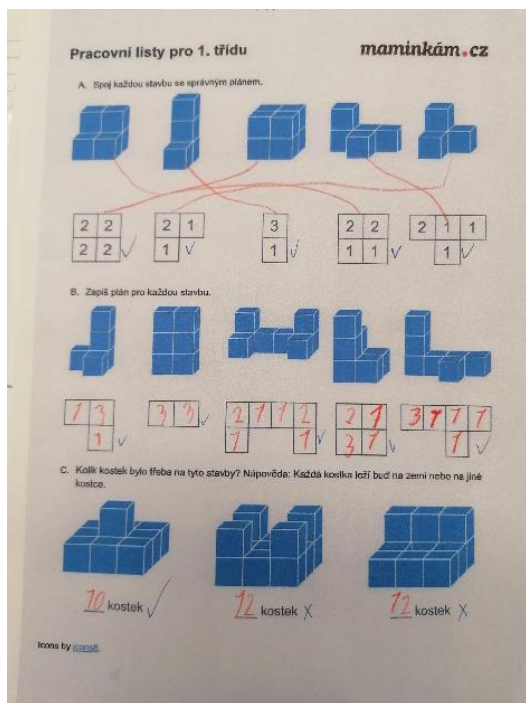 Pracovní listy pro 1. třídu
maminkám.cz
A. Spoj každou stavbu se správným plánem.
2 2 2 1 3 2 2 2 1 1
2 2 1 1 1 1 1
B. Zapiš plán pro každou stavbu.
1 3 3 3 2 1 1 2 2 1 3 1 1 1
1 1 1 3 1 1
C. Kolik kostek bylo třeba na tyto stavby? Nápověda: Každá kostka leží buď na zemi nebo na jiné
kostce.
10 kostek 12 kostek x 12 kostek x
Icons by icons8.